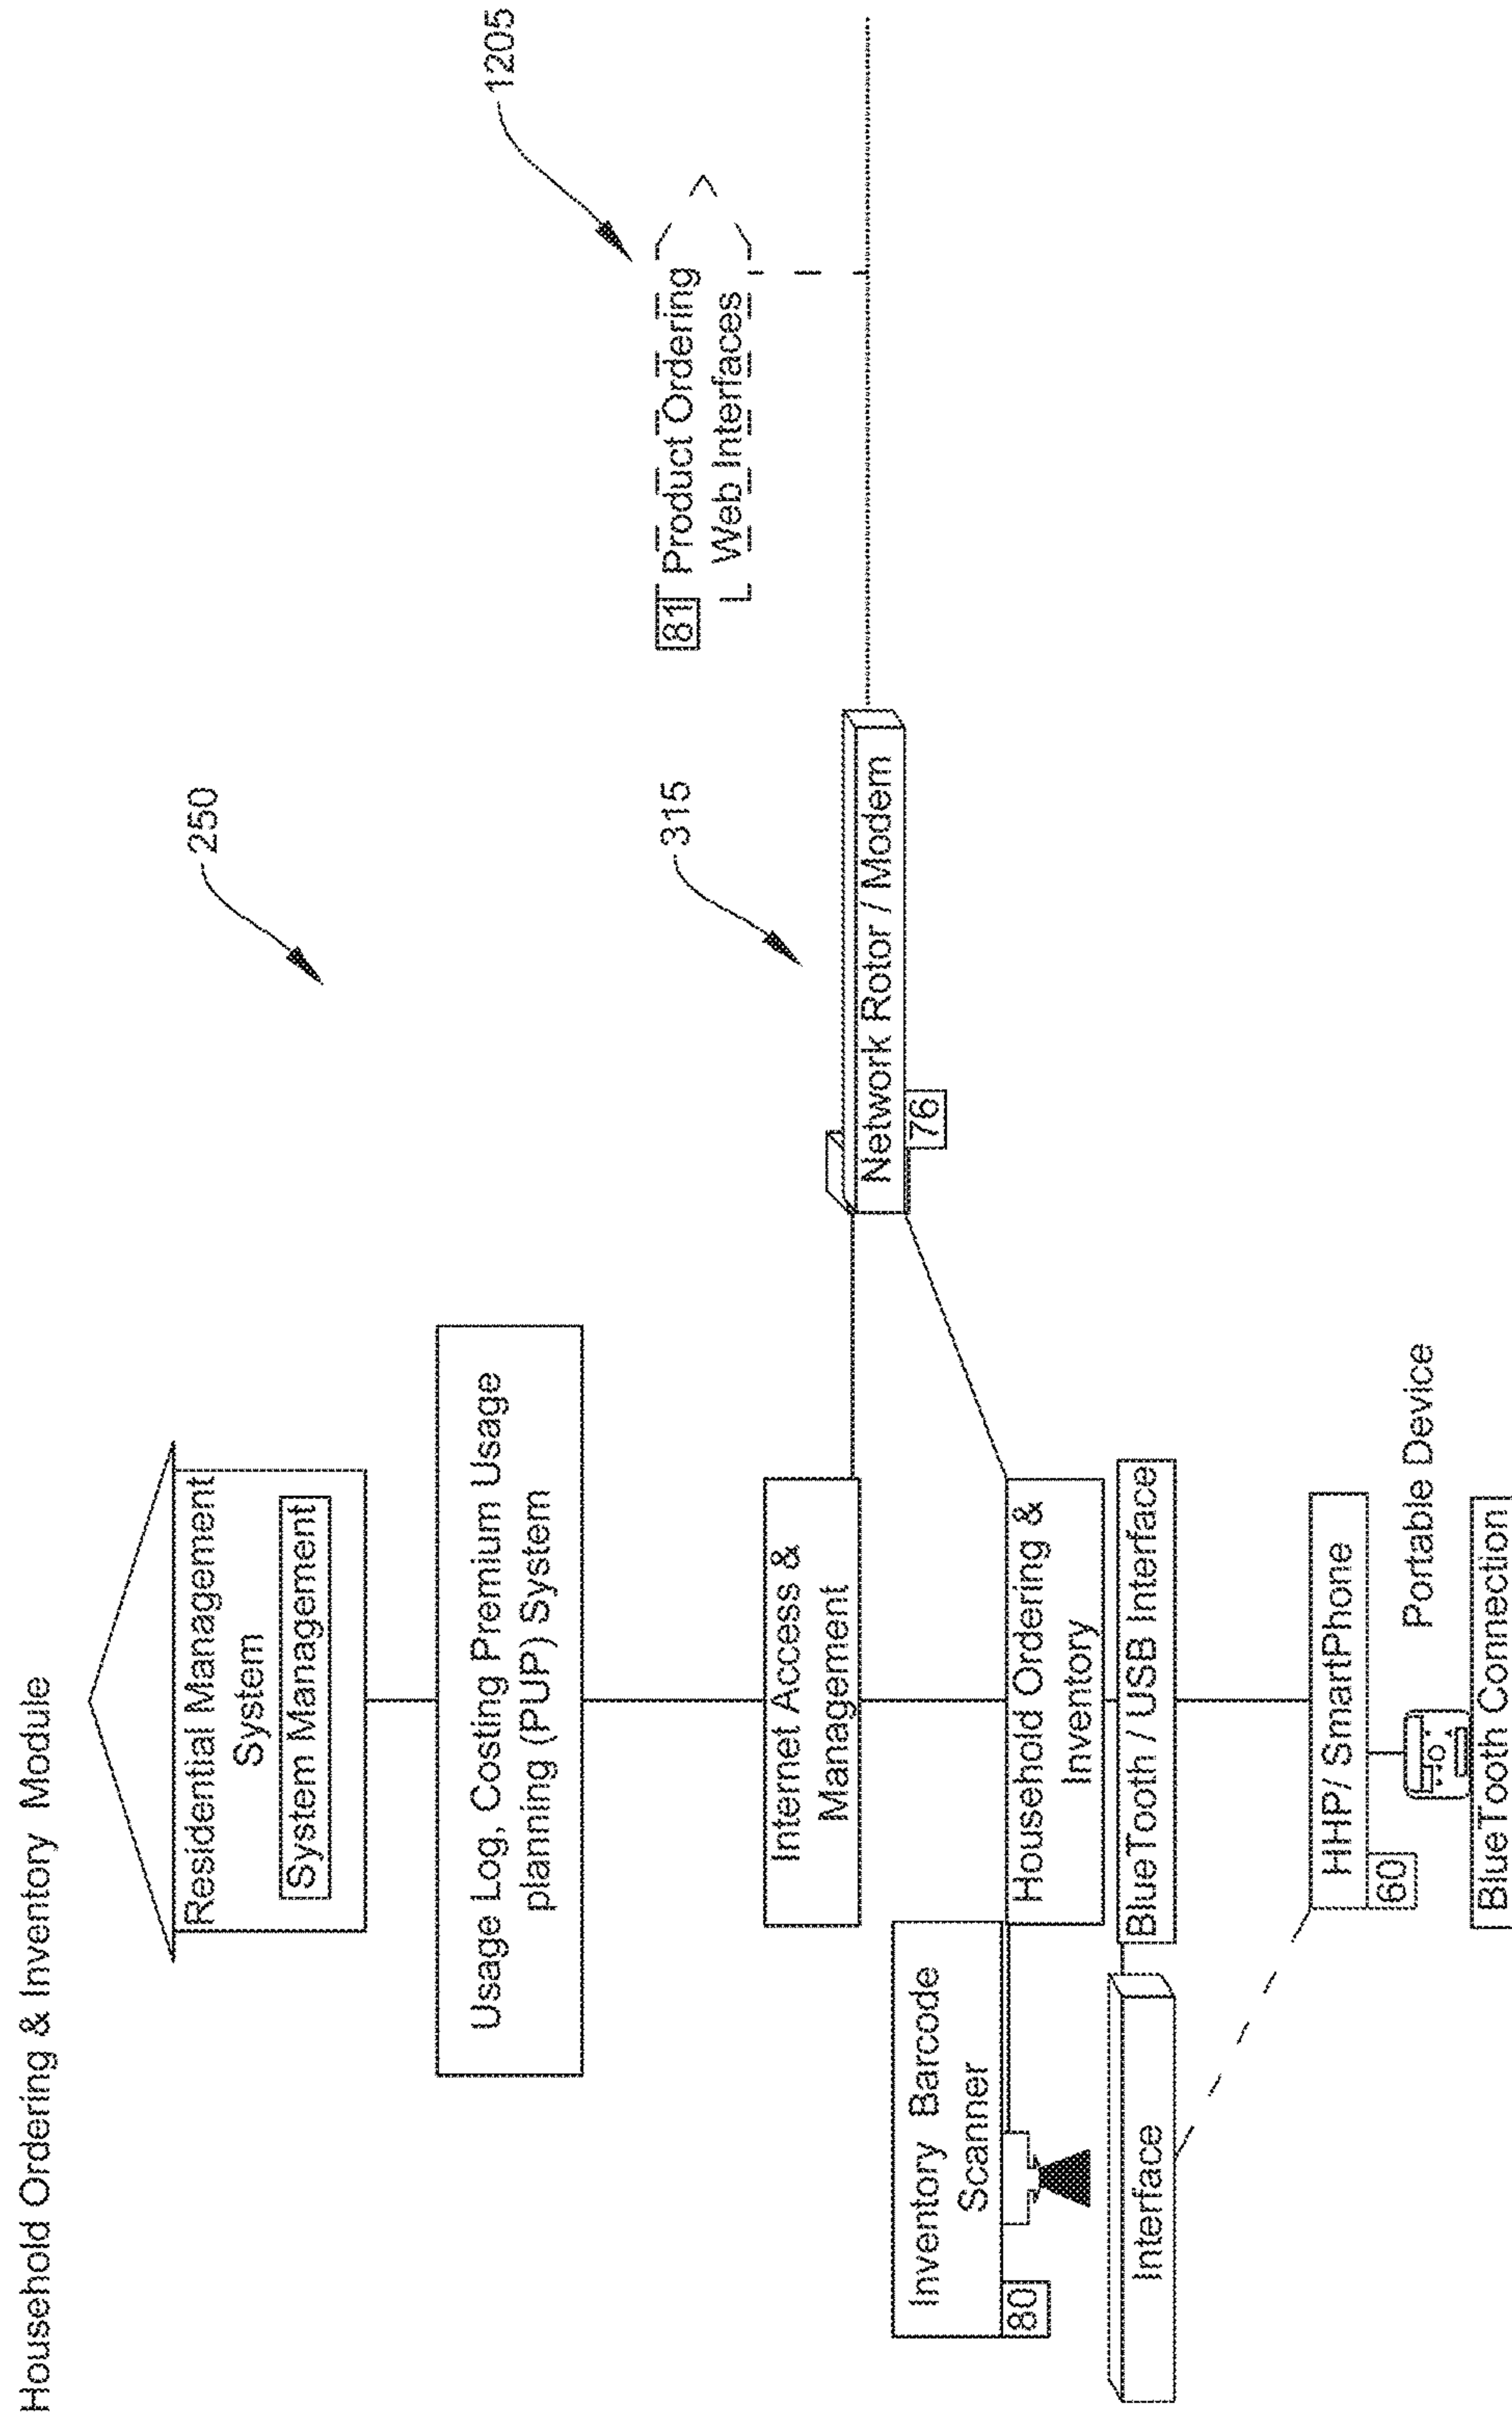 Household Ordering & Inventory Module
250
1205
Residential Management
System
System Management
Usage Log, Costing Premium Usage
planning (PUP) System
315
81 Product Ordering
Web Interfaces
Internet Access &
Management
Network Rotor / Modem
76
Inventory Barcode
Scanner
80
Household Ordering &
Inventory
BlueTooth / USB Interface
Interface
HHP/ SmartPhone
60
Portable Device
BlueTooth Connection